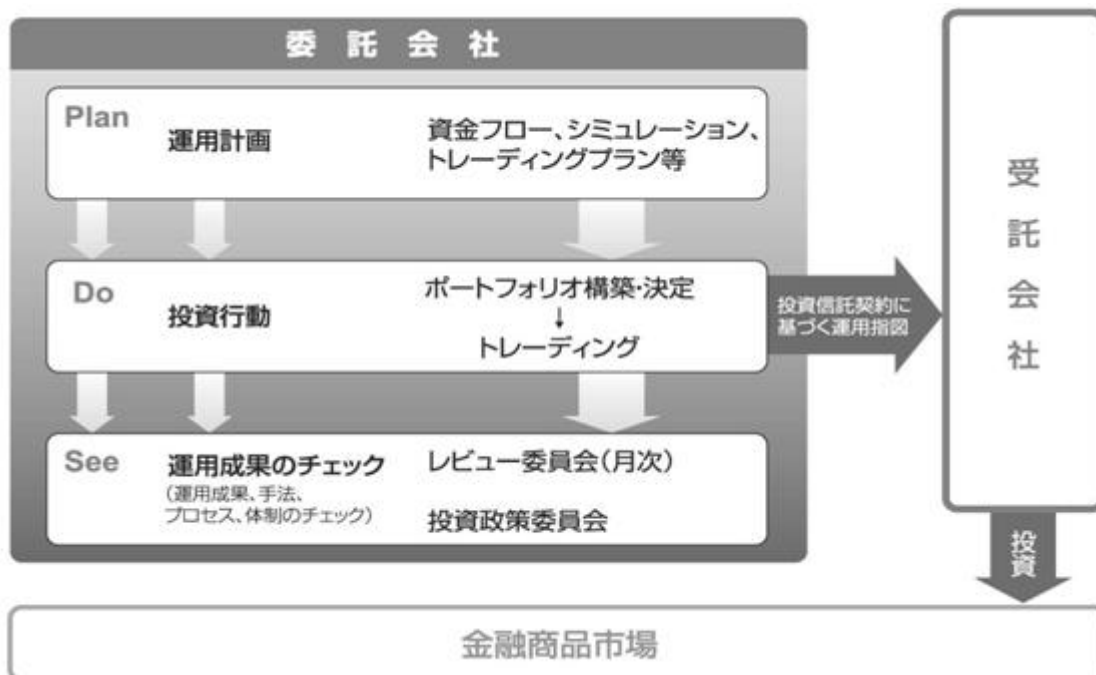 委託会社
Plan
運用計画
資金フロー、シミュレーション、
トレーディングプラン等
Do
投資行動
ポートフォリオ構築・決定
↓
トレーディング
投資信託契約に
基づく運用指図
See
運用成果のチェック
(運用成果、手法、
プロセス、体制のチェック)
レビュー委員会(月次)
投資政策委員会
受託会社
投資
金融商品市場